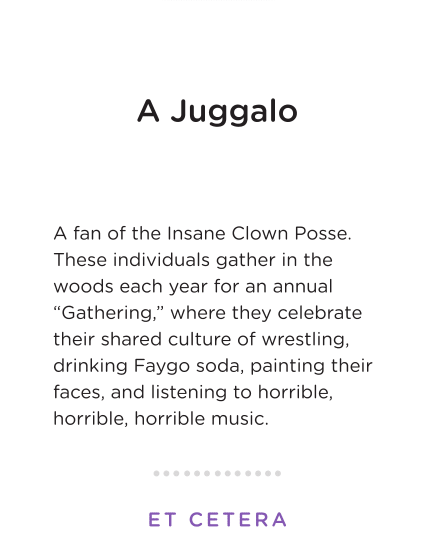 A Juggalo
A fan of the Insane Clown Posse.
These individuals gather in the
woods each year for an annual
“Gathering,” where they celebrate
their shared culture of wrestling,
drinking Faygo soda, painting their
faces, and listening to horrible,
horrible, horrible music.
ET CETERA